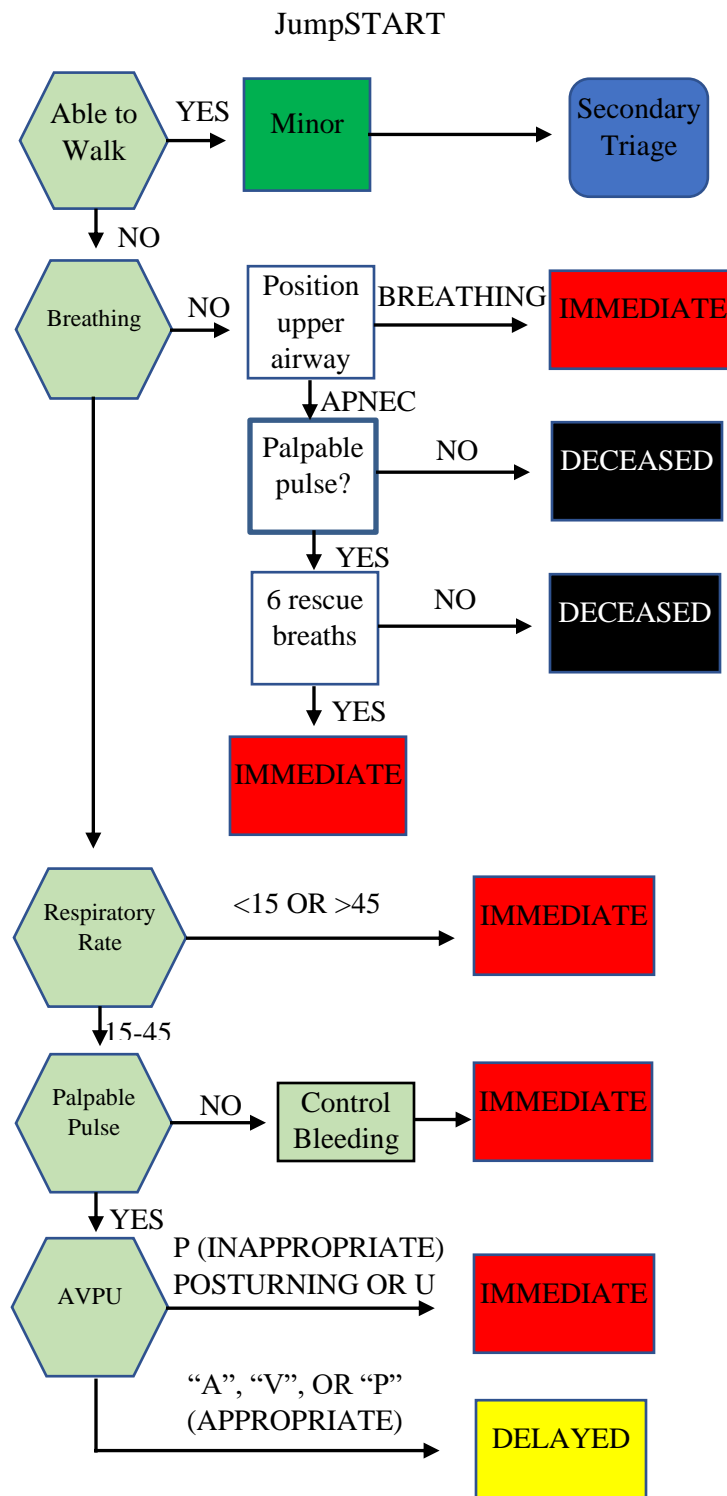 JumpSTART
Able to
Walk
YES
Minor
Secondary
Triage
NO
Breathing
NO
Position
upper
airway
BREATHING
IMMEDIATE
APNEC
Palpable
pulse?
NO
DECEASED
YES
6 rescue
breaths
NO
DECEASED
YES
IMMEDIATE
Respiratory
Rate
<15 OR >45
IMMEDIATE
15-45
Palpable
Pulse
NO
Control
Bleeding
IMMEDIATE
YES
AVPU
P (INAPPROPRIATE)
POSTURNING OR U
IMMEDIATE
“A”, “V”, OR “P”
(APPROPRIATE)
DELAYED